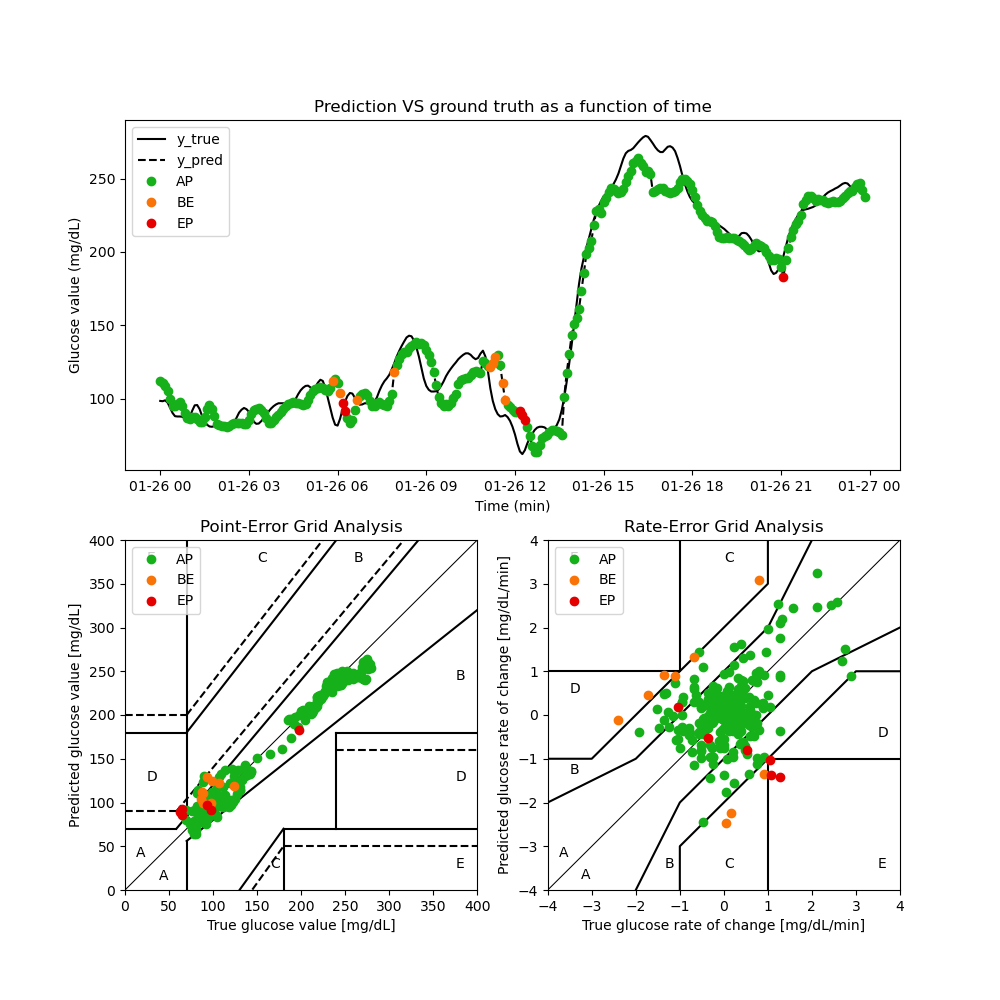 Prediction VS ground truth as a function of time
Glucose value (mg/dL)
250
200
150
100
y_true
y_pred
AP
BE
EP
01-26 00 01-26 03 01-26 06 01-26 09 01-26 12 01-26 15 01-26 18 01-26 21 01-27 00
Time (min)
Point-Error Grid Analysis
Predicted glucose value [mg/dL]
400
350
300
250
200
150
100
50
0
AP
BE
EP
C
B
B
D
D
A
A
C
E
0 50 100 150 200 250 300 350 400
True glucose value [mg/dL]
Rate-Error Grid Analysis
Predicted glucose rate of change [mg/dL/min]
4
3
2
1
0
−1
−2
−3
−4
AP
BE
EP
C
D
D
B
A
A
B
C
E
−4 −3 −2 −1 0 1 2 3 4
True glucose rate of change [mg/dL/min]